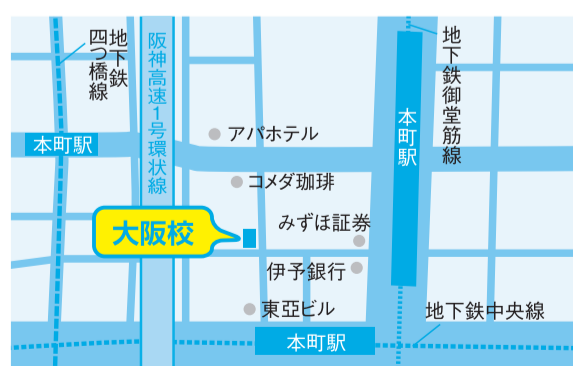 地下鉄
四つ橋線
阪神高速1号環状線
地下鉄御堂筋線
アパホテル
本町駅
本町駅
コメダ珈琲
みずほ証券
大阪校
伊予銀行
東亞ビル
地下鉄中央線
本町駅